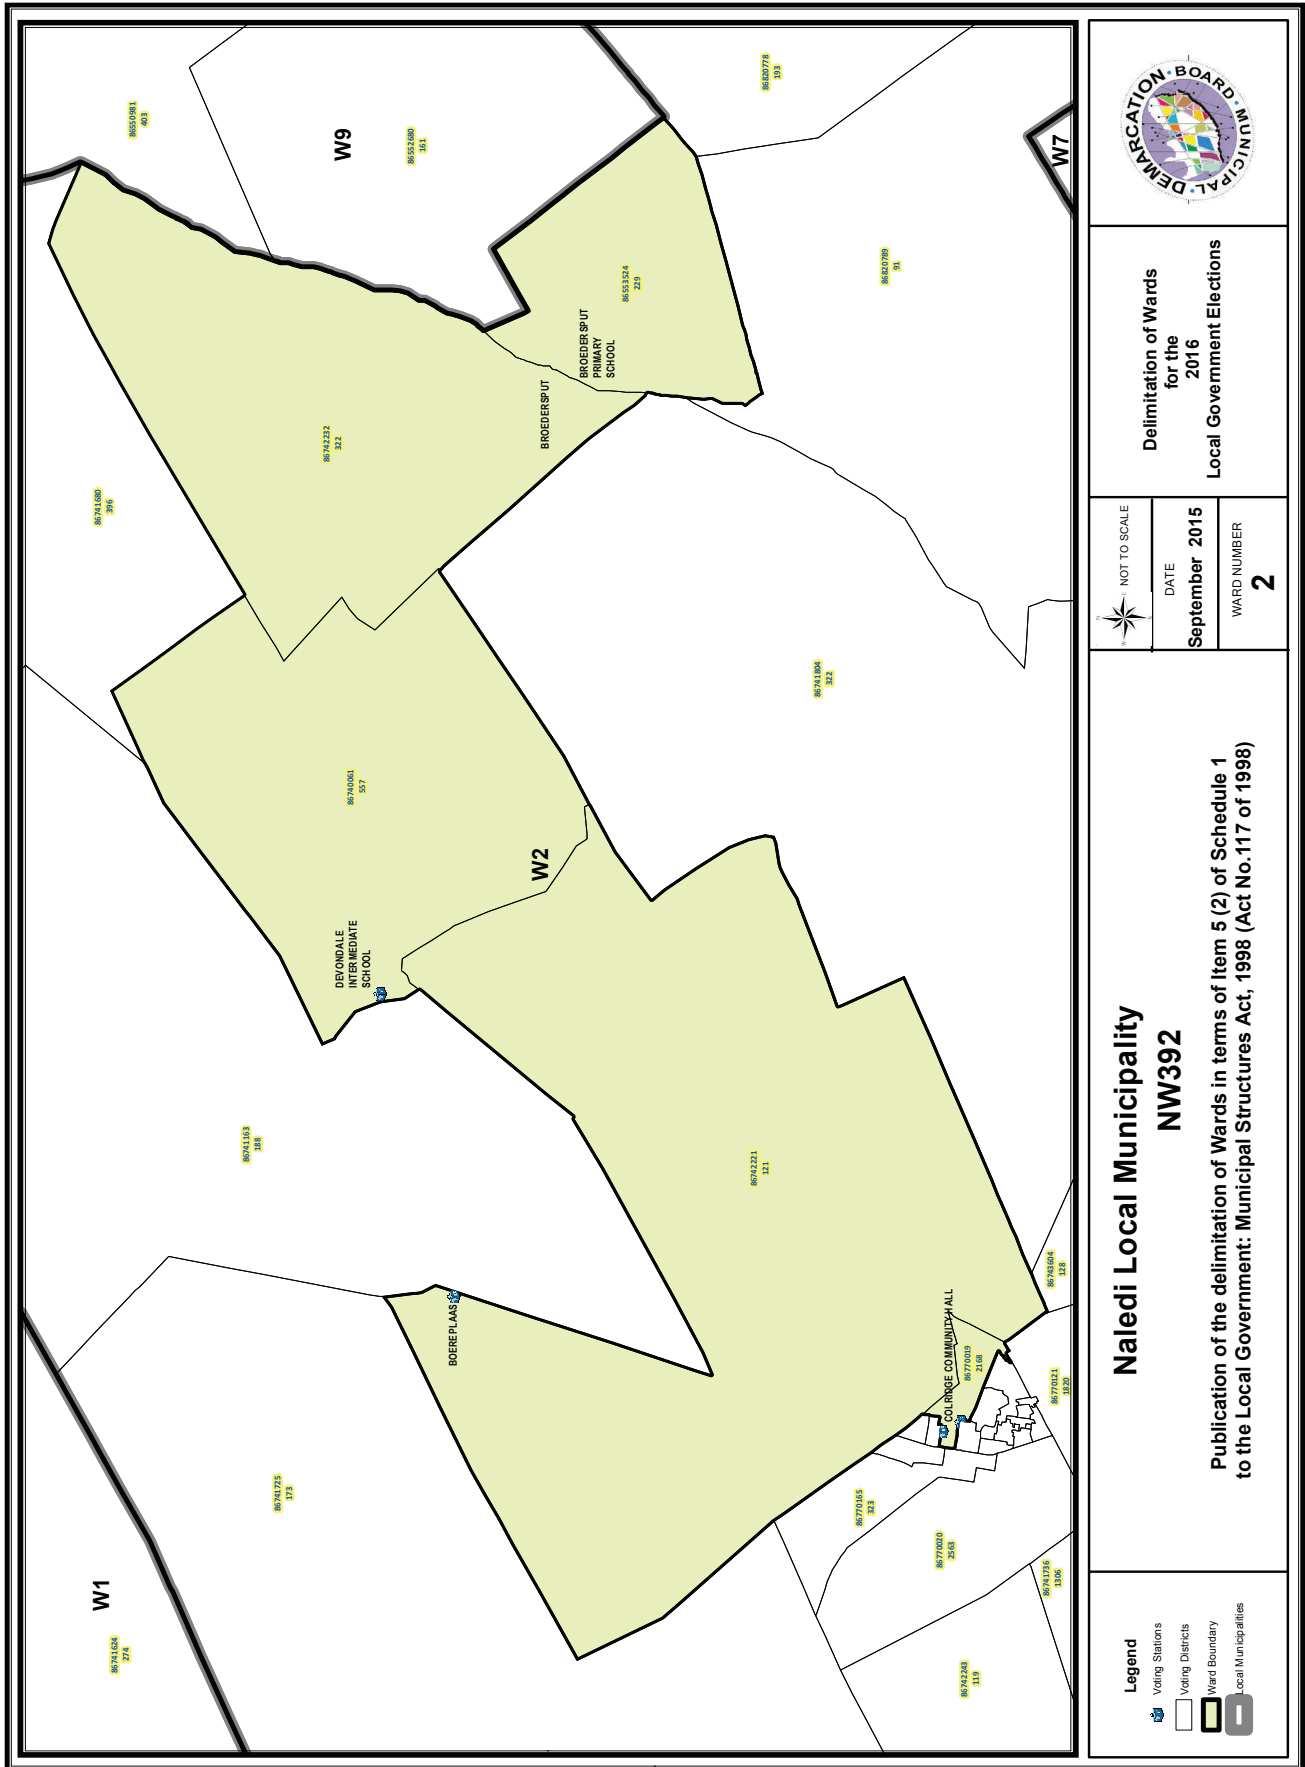 86550981
403
W9
86552680
161
86820778
193
W7
86553524
229
86820789
91
BROEDERSPUT
PRIMARY
SCHOOL
BROEDERSPUT
86742232
322
86741680
396
86741804
322
86740061
557
W2
DEVONDALE
INTERMEDIATE
SCHOOL
86741163
188
86742221
121
BOEREPLAAS
COLRIDGE COMMUNITY HALL
86743604
128
86770019
2168
86770121
1820
86741725
173
86770165
323
86770020
2563
86741736
1306
W1
86741624
274
86742243
119
Legend
Voting Stations
Voting Districts
Ward Boundary
Local Municipalities
Naledi Local Municipality
NW392
Publication of the delimitation of Wards in terms of Item 5 (2) of Schedule 1
to the Local Government: Municipal Structures Act, 1998 (Act No.117 of 1998)
N
W
E
S
NOT TO SCALE
DATE
September 2015
WARD NUMBER
2
Delimitation of Wards
for the
2016
Local Government Elections
MUNICIPAL • DEMARCATION • BOARD •